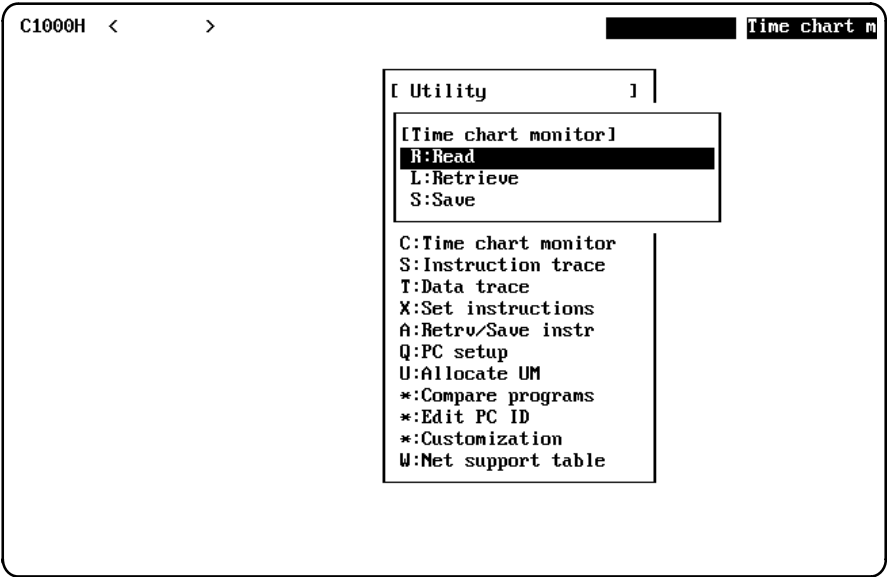 C1000H < > Time chart m
[ Utility ]
[Time chart monitor]
R:Read
L:Retrieve
S:Save
C:Time chart monitor
S:Instruction trace
T:Data trace
X:Set instructions
A:Retrv/Save instr
Q:PC setup
U:Allocate UM
*:Compare programs
*:Edit PC ID
*:Customization
W:Net support table